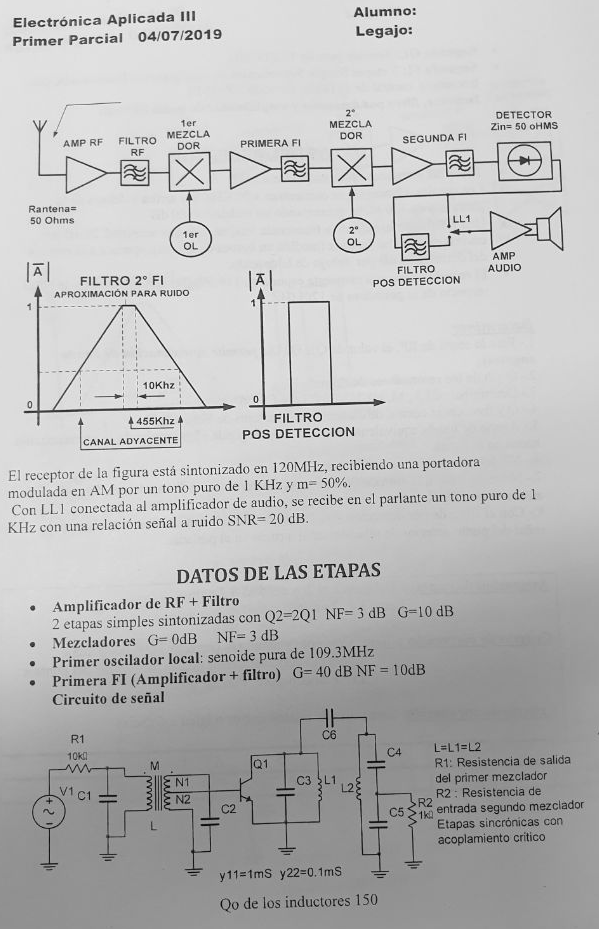 Electrónica Aplicada III
Primer Parcial 04/07/2019
Alumno:
Legajo:
AMP RF
FILTRO
RF
1er
MEZCLA
DOR
PRIMERA FI
2°
MEZCLA
DOR
SEGUNDA FI
DETECTOR
Zin= 50 oHMS
Rantena=
50 Ohms
1er
OL
2°
OL
LL1
FILTRO
POS DETECCION
AMP
AUDIO
|A|
FILTRO 2° FI
APROXIMACIÓN PARA RUIDO
1
0
10Khz
455Khz
CANAL ADYACENTE
|A|
1
0
FILTRO
POS DETECCION
El receptor de la figura está sintonizado en 120MHz, recibiendo una portadora
modulada en AM por un tono puro de 1 KHz y m= 50%.
Con LL1 conectada al amplificador de audio, se recibe en el parlante un tono puro de 1
KHz con una relación señal a ruido SNR= 20 dB.
DATOS DE LAS ETAPAS
• Amplificador de RF + Filtro
2 etapas simples sintonizadas con Q2=2Q1 NF= 3 dB G=10 dB
• Mezcladores G= 0dB NF= 3 dB
• Primer oscilador local: senoide pura de 109.3MHz
• Primera FI (Amplificador + filtro) G= 40 dB NF = 10dB
Circuito de señal
R1
10kΩ
V1
C1
M
N1
N2
L
C2
Q1
C3
L1
C6
L2
C4
C5
R2
1kΩ
y11=1mS y22=0.1mS
L=L1=L2
R1: Resistencia de salida
del primer mezclador
R2 : Resistencia de
entrada segundo mezclador
Etapas sincrónicas con
acoplamiento crítico
Qo de los inductores 150